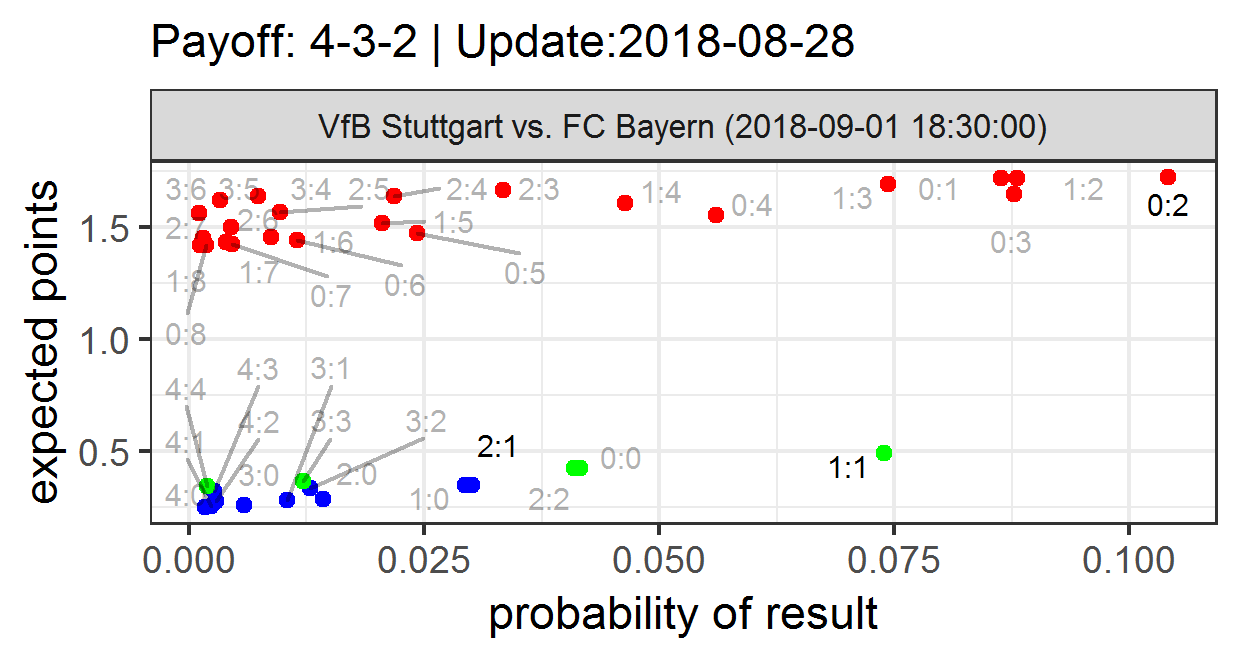 Payoff: 4-3-2 | Update:2018-08-28
VfB Stuttgart vs. FC Bayern (2018-09-01 18:30:00)
expected points
1.5
1.0
0.5
3:6 3:5 3:4 2:5 2:4 2:3 1:4 0:4 1:3 0:1 1:2 0:2
2: 2:6 1:6 1:5 0:3
1:8 1:7 0:7 0:6 0:5
0:8
4:4 4:3 3:1
4:1 4:2 3:3 3:2 2:1 0:0 1:1
4:0 3:0 2:0 1:0 2:2
0.000 0.025 0.050 0.075 0.100
probability of result